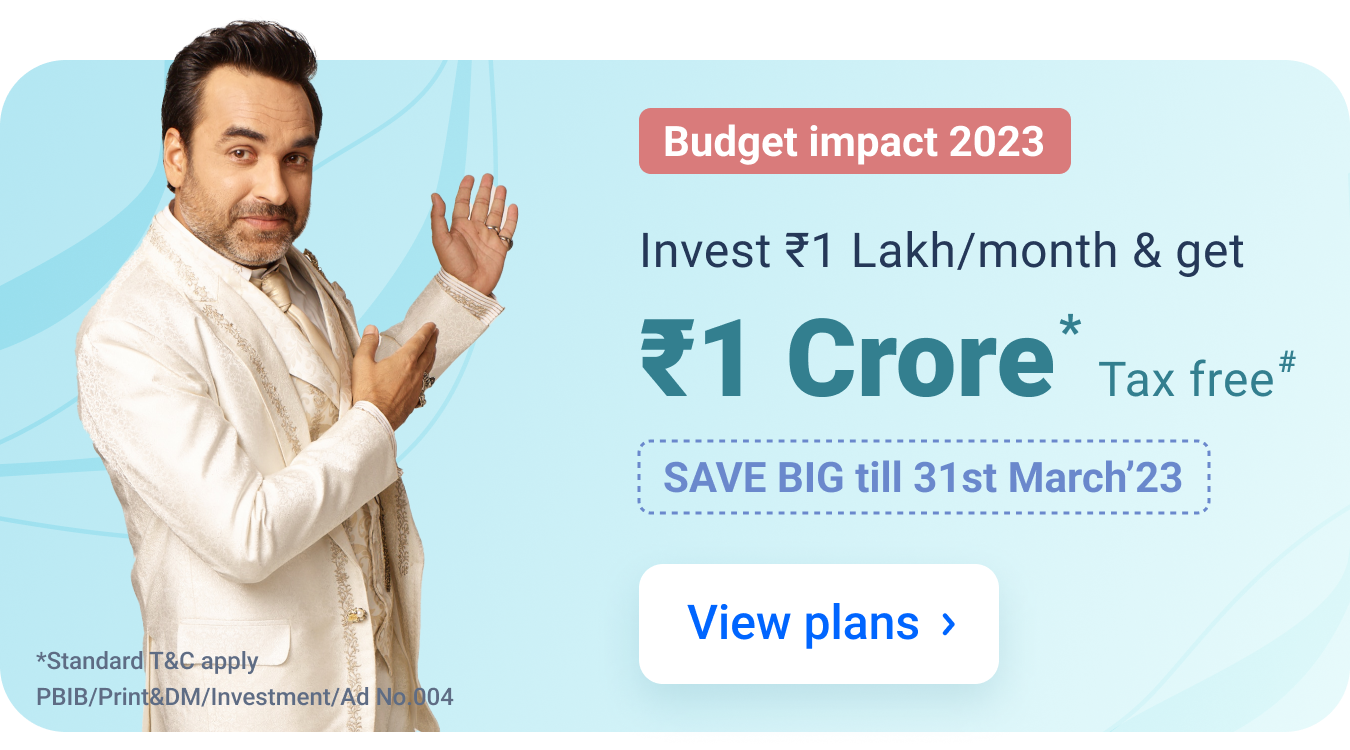 Budget impact 2023
Invest ₹1 Lakh/month & get
₹1 Crore* Tax free#
SAVE BIG till 31st March’23
View plans ›
*Standard T&C apply
PBIB/Print&DM/Investment/Ad No.004